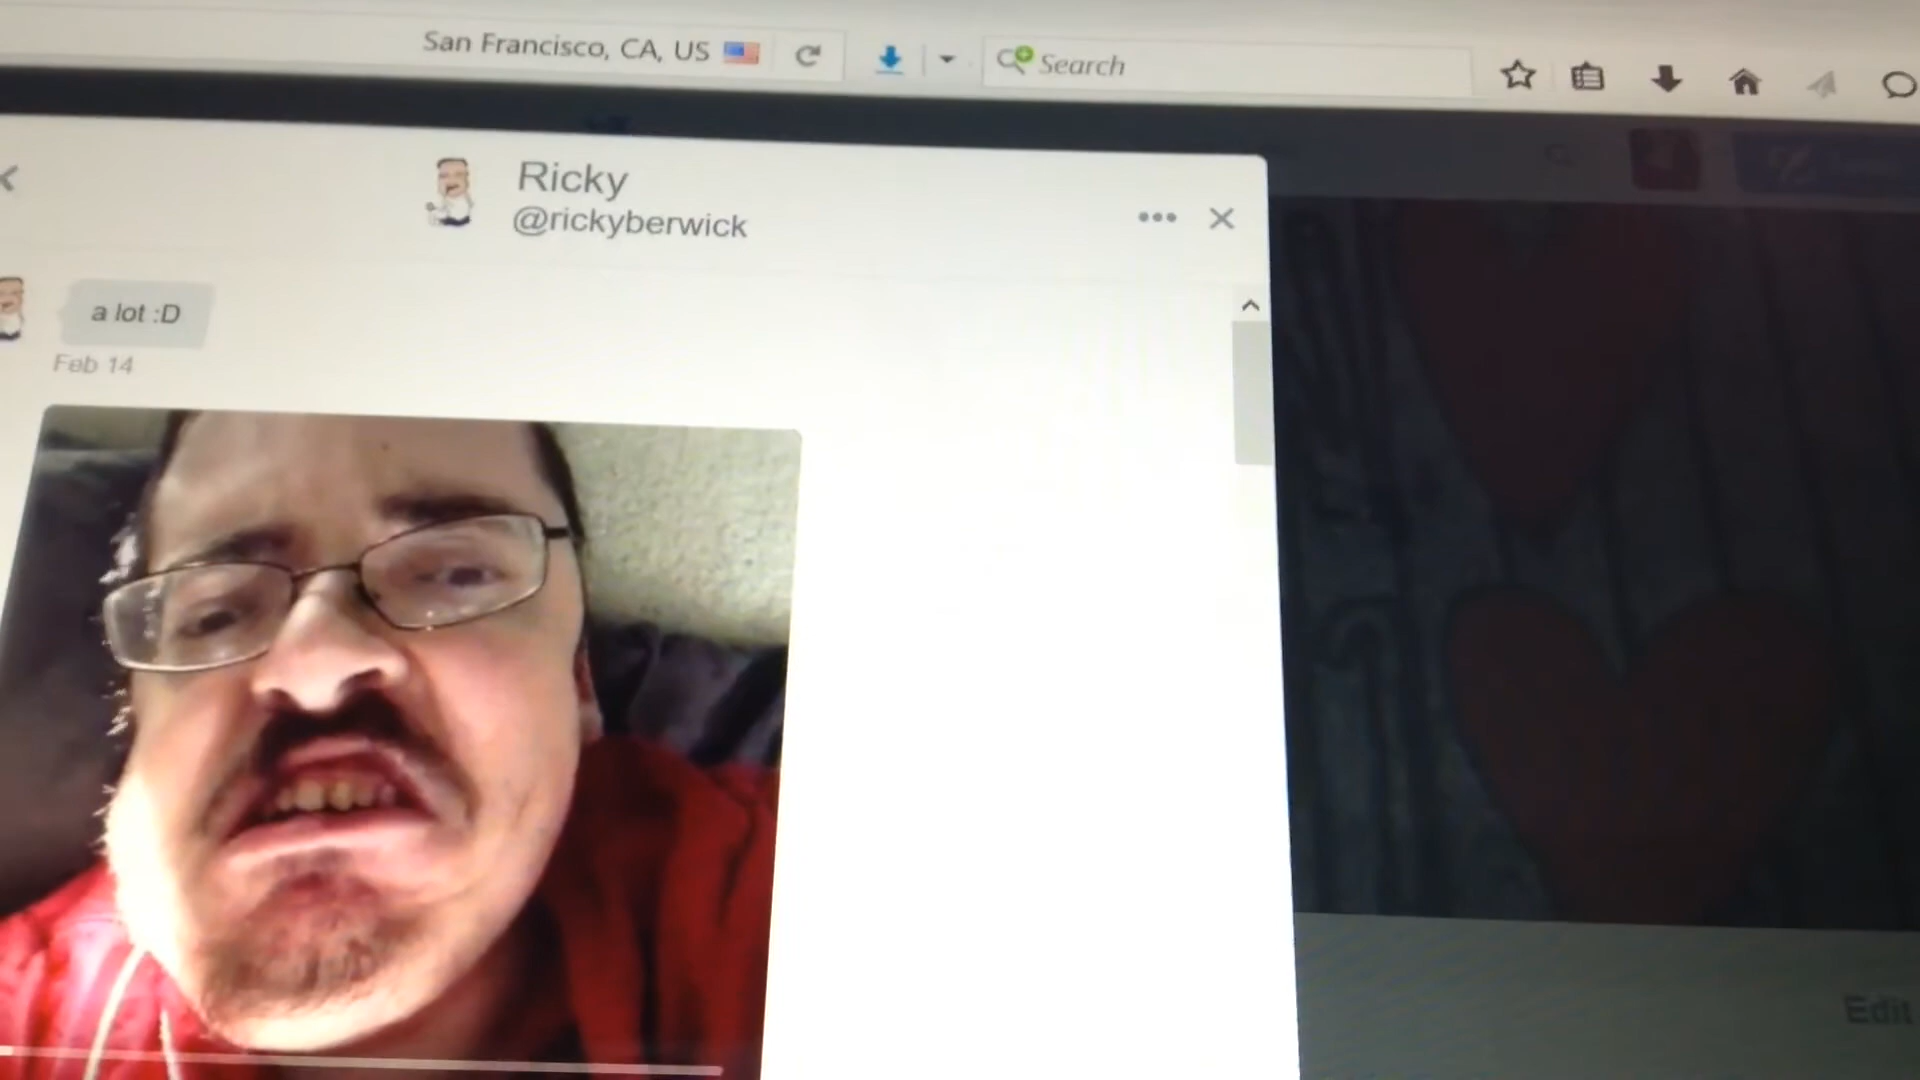 San Francisco, CA, US
Search
Ricky
@rickyberwick
a lot :D
Feb 14
Edit